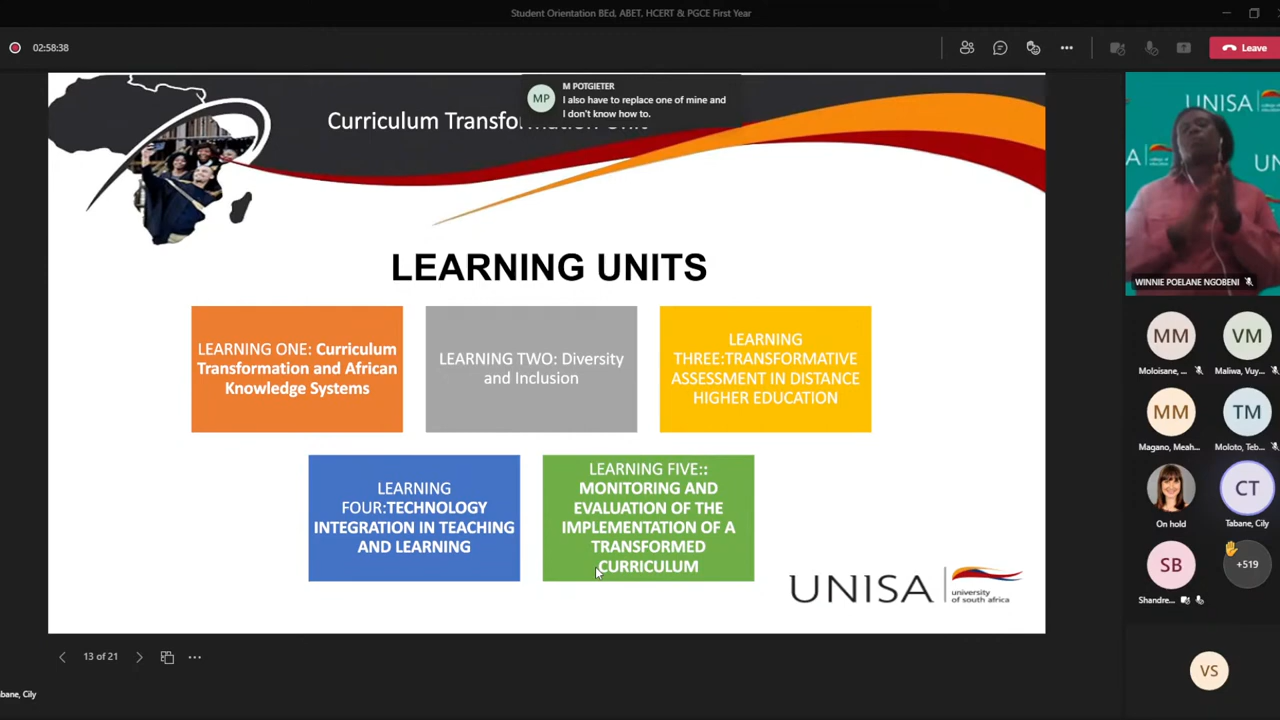 Student Orientation BEd, ABET, HCERT & PGCE First Year
02:58:38
Leave
MP
M POTGIETER
I also have to replace one of mine and
I don't know how to.
Curriculum Transfo
UNISA
WINNIE POELANE NGOBENI
LEARNING UNITS
LEARNING ONE: Curriculum
Transformation and African
Knowledge Systems
LEARNING TWO: Diversity
and Inclusion
LEARNING
THREE:TRANSFORMATIVE
ASSESSMENT IN DISTANCE
HIGHER EDUCATION
LEARNING
FOUR:TECHNOLOGY
INTEGRATION IN TEACHING
AND LEARNING
LEARNING FIVE::
MONITORING AND
EVALUATION OF THE
IMPLEMENTATION OF A
TRANSFORMED
CURRICULUM
UNISA
university
of south africa
MM
Moloisane, ...
VM
Maliwa, Vuy...
MM
Magano, Meah...
TM
Moloto, Teb...
On hold
CT
Tabane, Cily
SB
Shandre...
+519
VS
13 of 21
bane, Cily